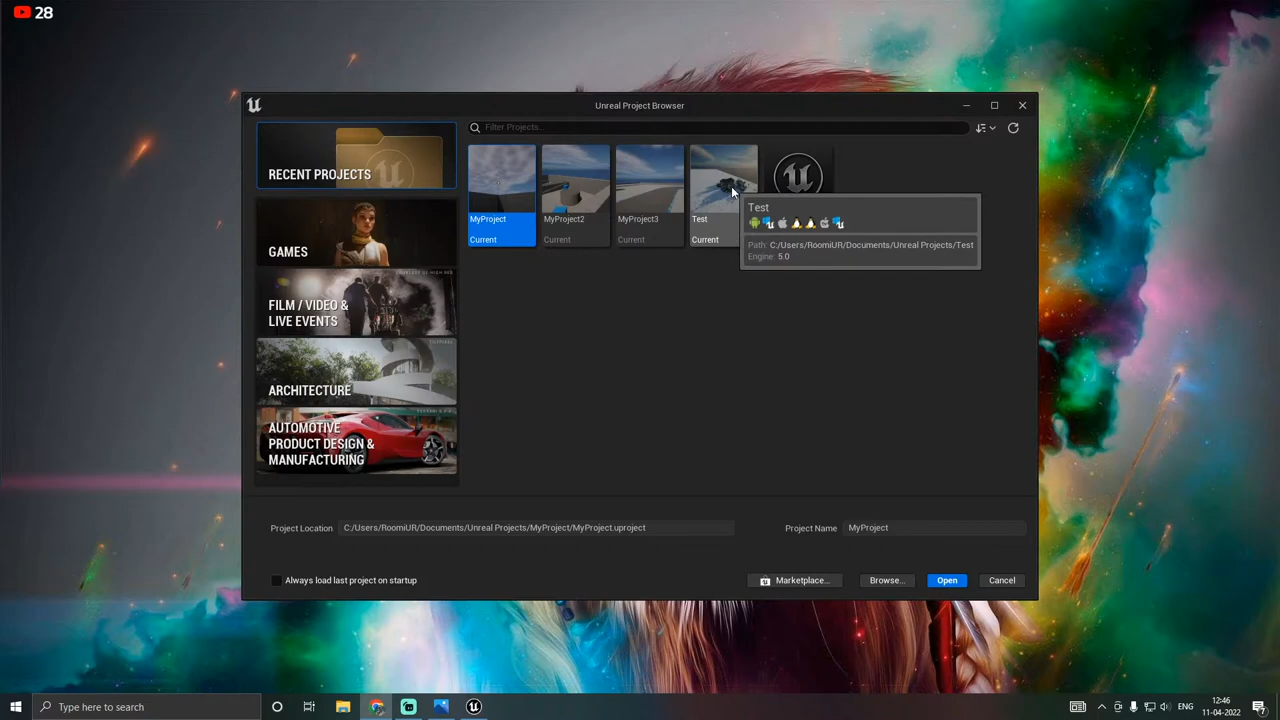 28
Unreal Project Browser
RECENT PROJECTS
GAMES
FILM / VIDEO &
LIVE EVENTS
ARCHITECTURE
AUTOMOTIVE
PRODUCT DESIGN &
MANUFACTURING
Filter Projects...
MyProject
Current
MyProject2
Current
MyProject3
Current
Test
Current
Test
Path: C:/Users/RoomiUR/Documents/Unreal Projects/Test
Engine: 5.0
Project Location C:/Users/RoomiUR/Documents/Unreal Projects/MyProject/MyProject.uproject
Project Name MyProject
Always load last project on startup
Marketplace...
Browse...
Open
Cancel
Type here to search
ENG
12:46
11-04-2022
7